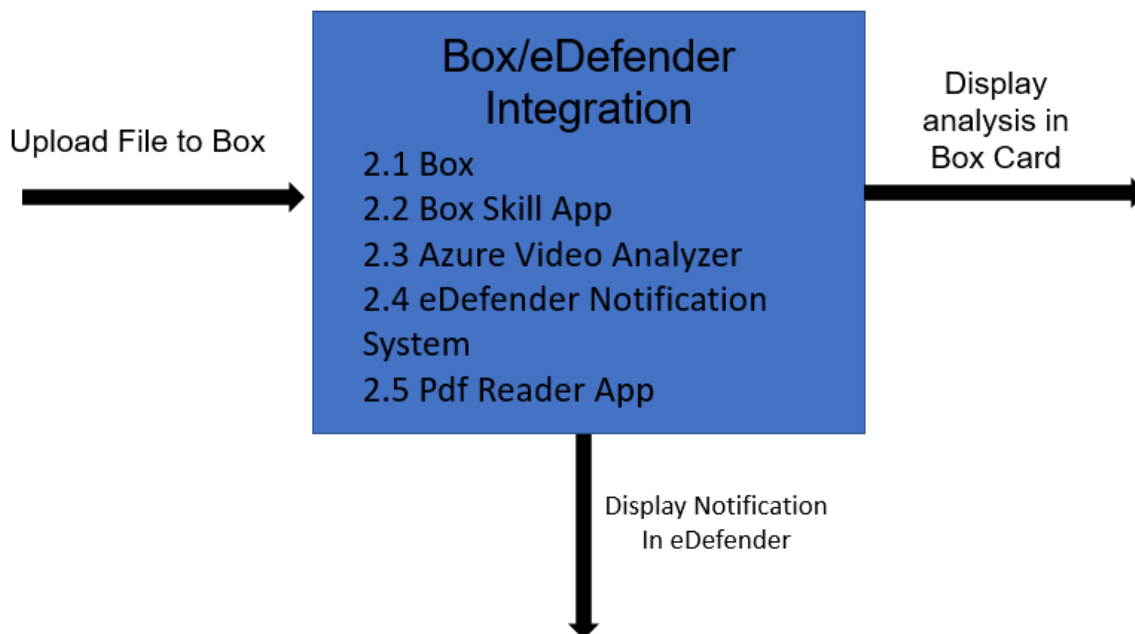 Upload File to Box
Box/eDefender
Integration
2.1 Box
2.2 Box Skill App
2.3 Azure Video Analyzer
2.4 eDefender Notification
System
2.5 Pdf Reader App
Display
analysis in
Box Card
Display Notification
In eDefender